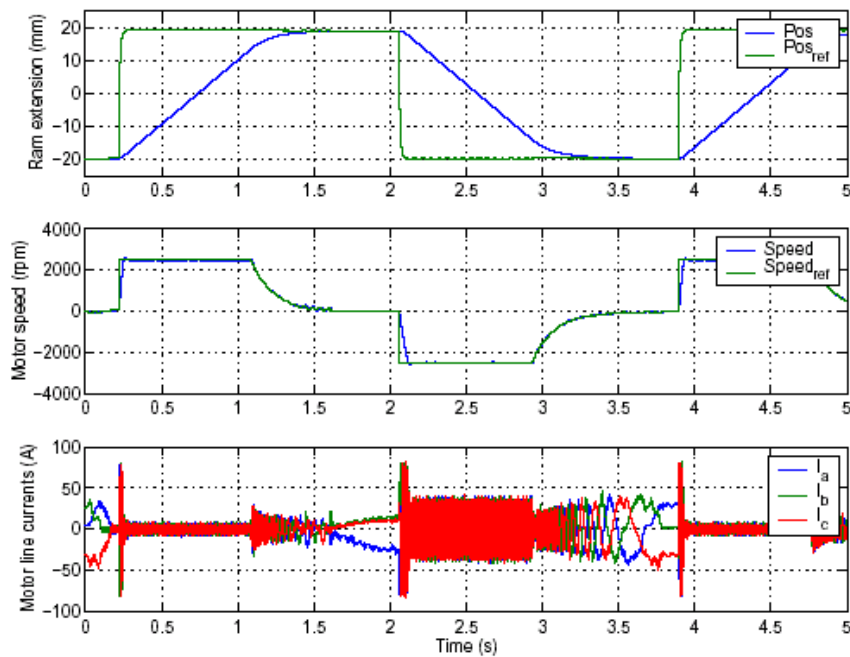 20
10
0
−10
−20
Ram extension (mm)
Pos
Pos_ref
0 0.5 1 1.5 2 2.5 3 3.5 4 4.5 5
4000
2000
0
−2000
−4000
Motor speed (rpm)
Speed
Speed_ref
0 0.5 1 1.5 2 2.5 3 3.5 4 4.5 5
100
50
0
−50
−100
Motor line currents (A)
I_a
I_b
I_c
0 0.5 1 1.5 2 2.5 3 3.5 4 4.5 5
Time (s)